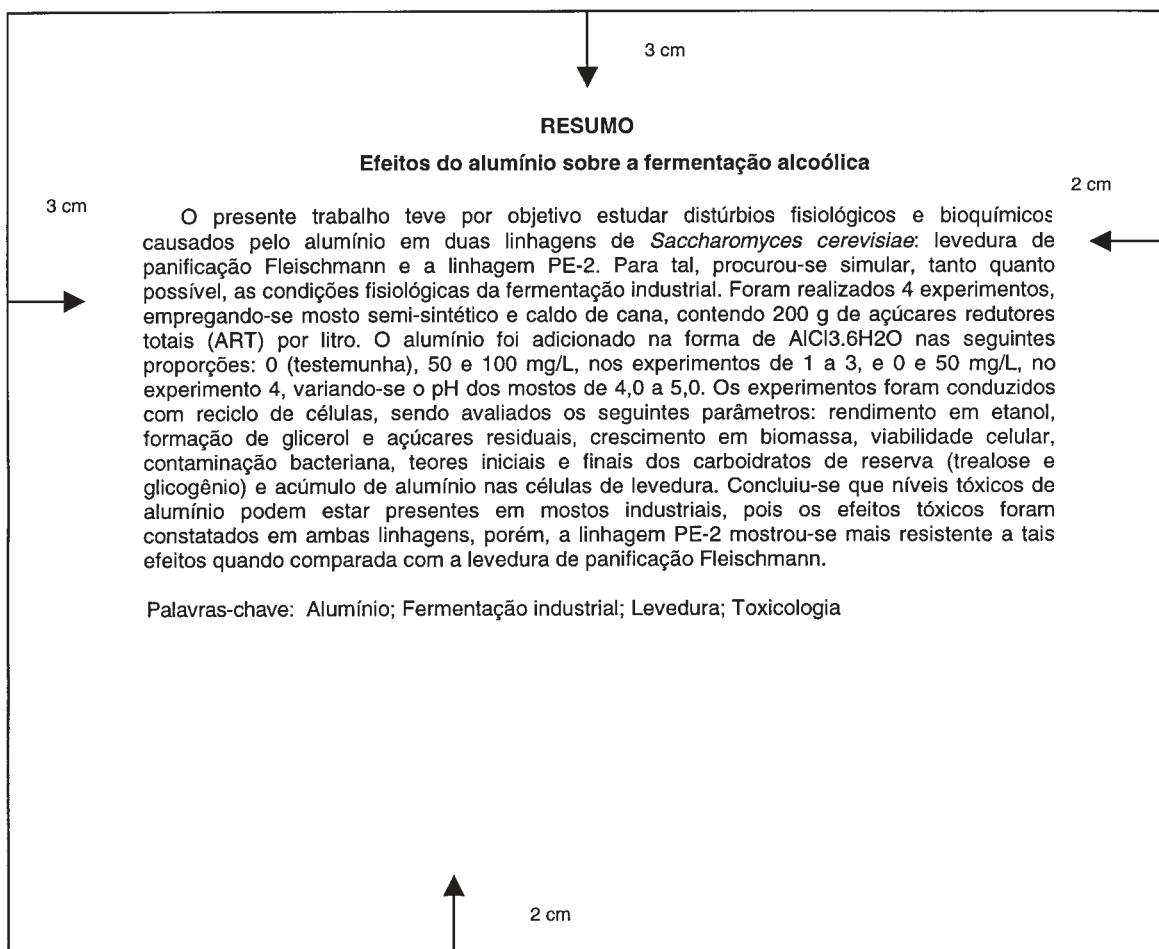 3 cm
RESUMO
Efeitos do alumínio sobre a fermentação alcoólica
2 cm
3 cm
O presente trabalho teve por objetivo estudar distúrbios fisiológicos e bioquímicos
causados pelo alumínio em duas linhagens de Saccharomyces cerevisiae: levedura de
panificação Fleischmann e a linhagem PE-2. Para tal, procurou-se simular, tanto quanto
possível, as condições fisiológicas da fermentação industrial. Foram realizados 4 experimentos,
empregando-se mosto semi-sintético e caldo de cana, contendo 200 g de açúcares redutores
totais (ART) por litro. O alumínio foi adicionado na forma de AlCl3.6H2O nas seguintes
proporções: 0 (testemunha), 50 e 100 mg/L, nos experimentos de 1 a 3, e 0 e 50 mg/L, no
experimento 4, variando-se o pH dos mostos de 4,0 a 5,0. Os experimentos foram conduzidos
com reciclo de células, sendo avaliados os seguintes parâmetros: rendimento em etanol,
formação de glicerol e açúcares residuais, crescimento em biomassa, viabilidade celular,
contaminação bacteriana, teores iniciais e finais dos carboidratos de reserva (trealose e
glicogênio) e acúmulo de alumínio nas células de levedura. Concluiu-se que níveis tóxicos de
alumínio podem estar presentes em mostos industriais, pois os efeitos tóxicos foram
constatados em ambas linhagens, porém, a linhagem PE-2 mostrou-se mais resistente a tais
efeitos quando comparada com a levedura de panificação Fleischmann.
Palavras-chave: Alumínio; Fermentação industrial; Levedura; Toxicologia
2 cm